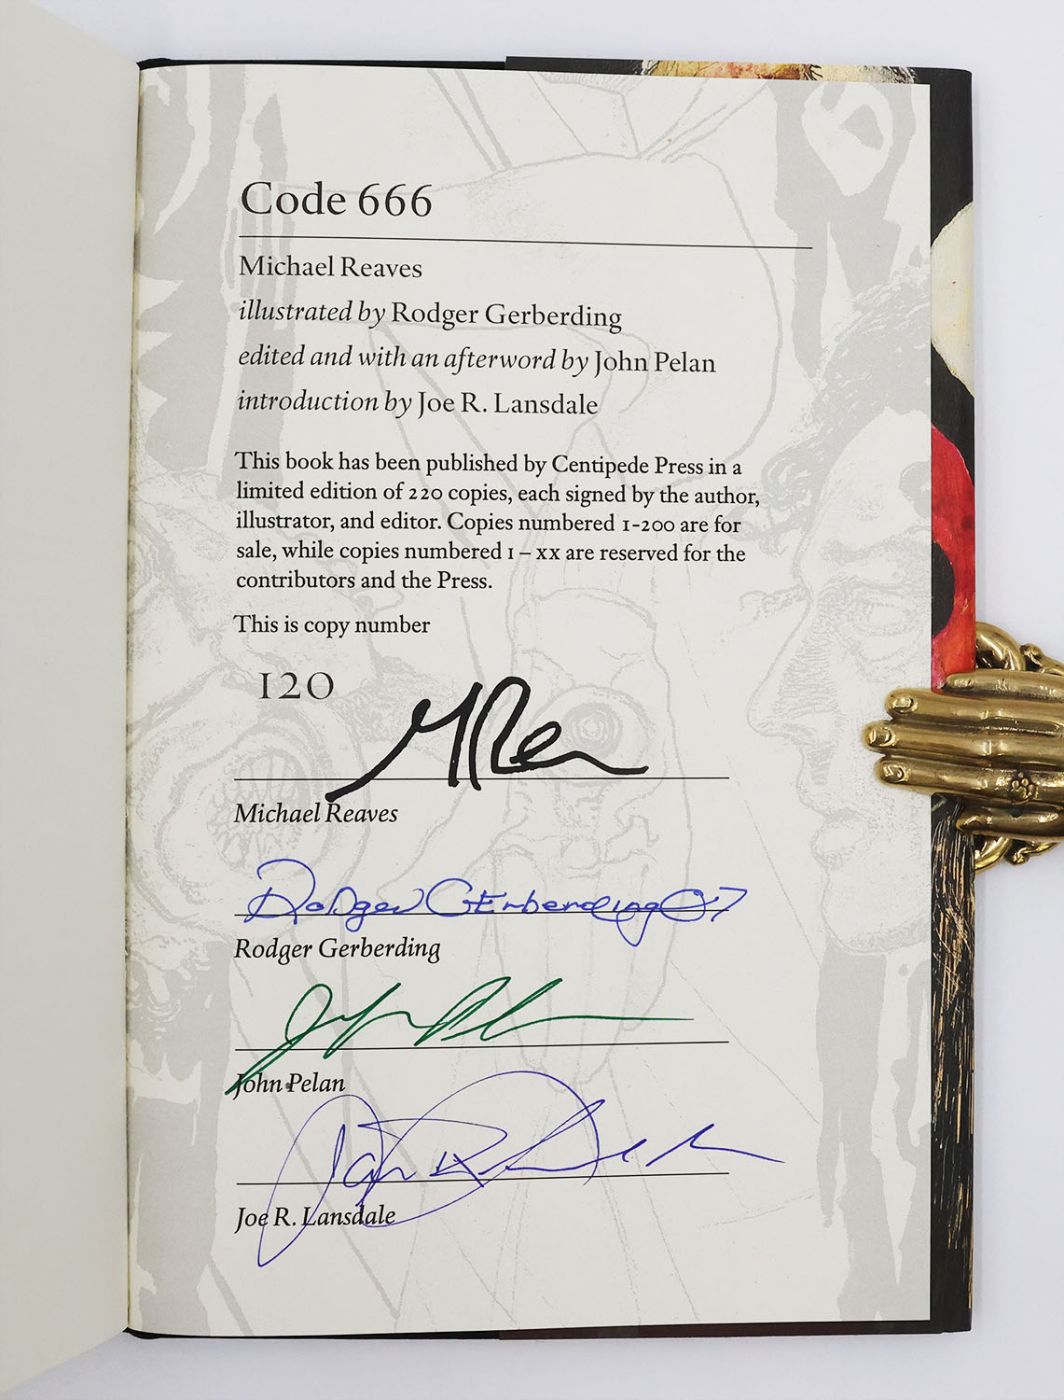 Code 666
Michael Reaves
illustrated by Rodger Gerberding
edited and with an afterword by John Pelan
introduction by Joe R. Lansdale
This book has been published by Centipede Press in a
limited edition of 220 copies, each signed by the author,
illustrator, and editor. Copies numbered 1-200 are for
sale, while copies numbered I – XX are reserved for the
contributors and the Press.
This is copy number
120
Michael Reaves
Rodger Gerberding 07
Rodger Gerberding
John Pelan
Joe R. Lansdale